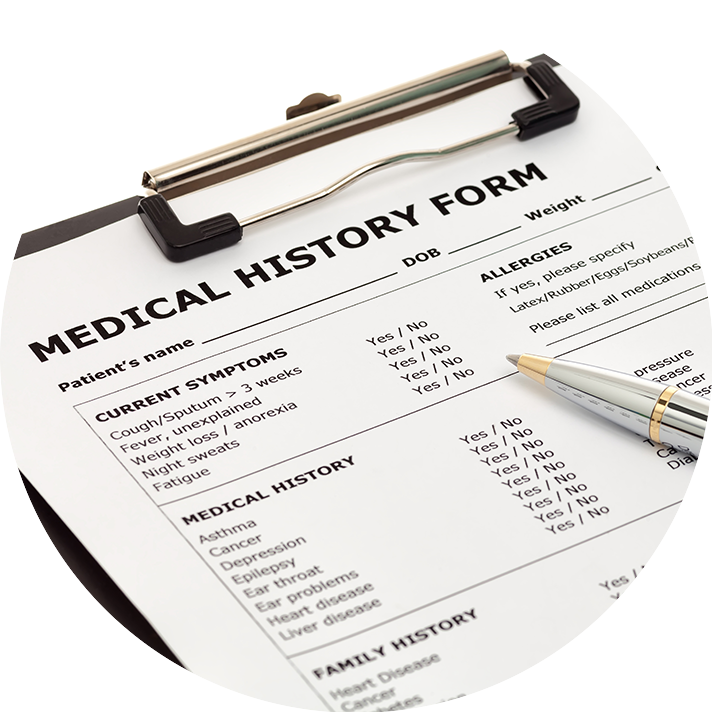 MEDICAL HISTORY FORM
Patient's name DOB Weight
CURRENT SYMPTOMS
Cough/Sputum > 3 weeks Yes / No
Fever, unexplained Yes / No
Weight loss / anorexia Yes / No
Night sweats Yes / No
Fatigue Yes / No
ALLERGIES
If yes, please specify
Latex/Rubber/Eggs/Soybeans/
Please list all medications
MEDICAL HISTORY
Asthma Yes / No
Cancer Yes / No
Depression Yes / No
Epilepsy Yes / No
Ear throat Yes / No
Ear problems Yes / No
Heart disease Yes / No
Liver disease Yes / No
pressure
FAMILY HISTORY
Heart Disease Yes /
Cancer